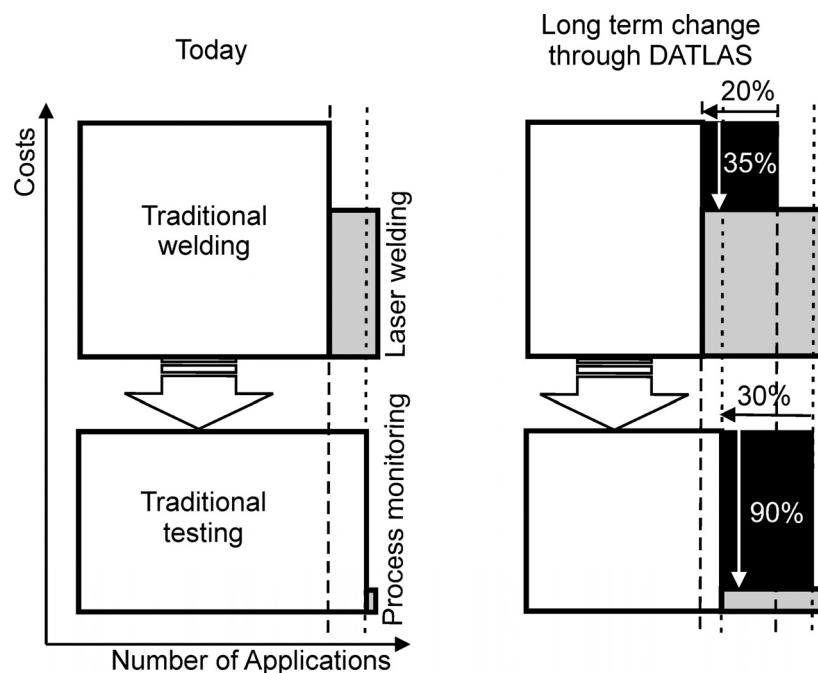 Today
Long term change
through DATLAS
Costs
Traditional
welding
Laser welding
20%
35%
Traditional
testing
Process monitoring
30%
90%
Number of Applications